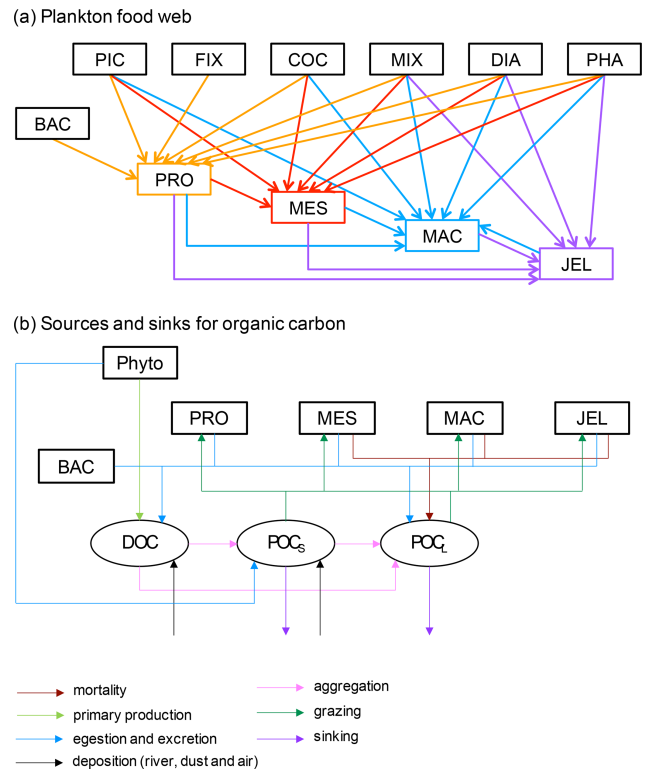 (a) Plankton food web
PIC FIX COC MIX DIA PHA
BAC
PRO
MES
MAC
JEL
(b) Sources and sinks for organic carbon
Phyto
PRO MES MAC JEL
BAC
DOC POCS POCL
mortality
primary production
egestion and excretion
deposition (river, dust and air)
aggregation
grazing
sinking